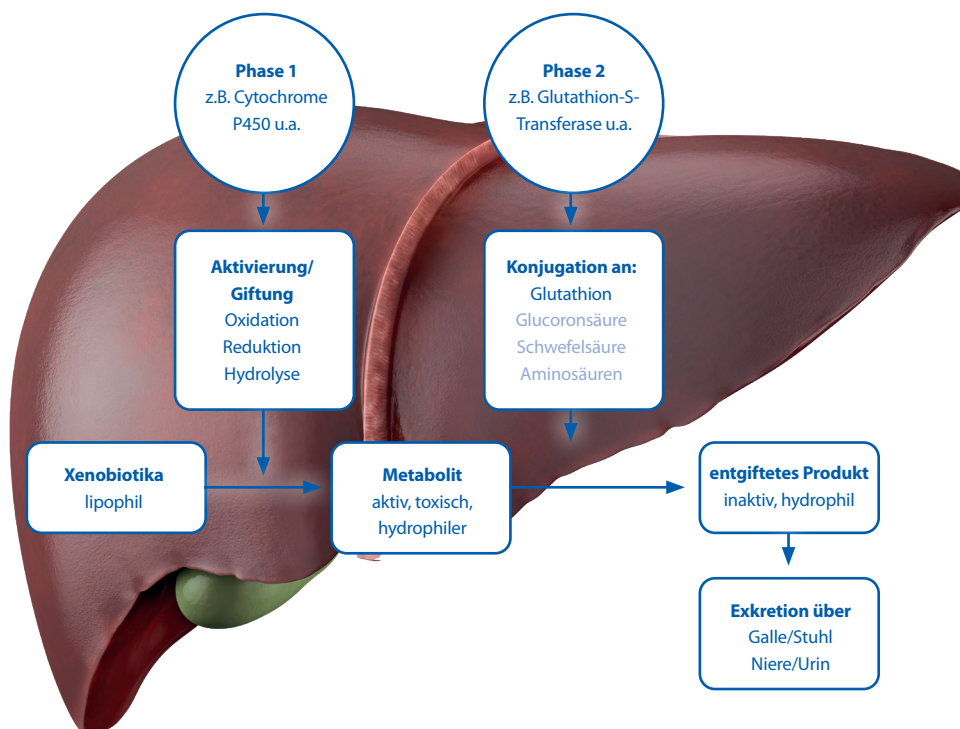 Phase 1
z.B. Cytochrome
P450 u.a.
Phase 2
z.B. Glutathion-S-
Transferase u.a.
Aktivierung/
Giftung
Oxidation
Reduktion
Hydrolyse
Konjugation an:
Glutathion
Glucoronsäure
Schwefelsäure
Aminosäuren
Xenobiotika
lipophil
Metabolit
aktiv, toxisch,
hydrophiler
entgiftetes Produkt
inaktiv, hydrophil
Exkretion über
Galle/Stuhl
Niere/Urin